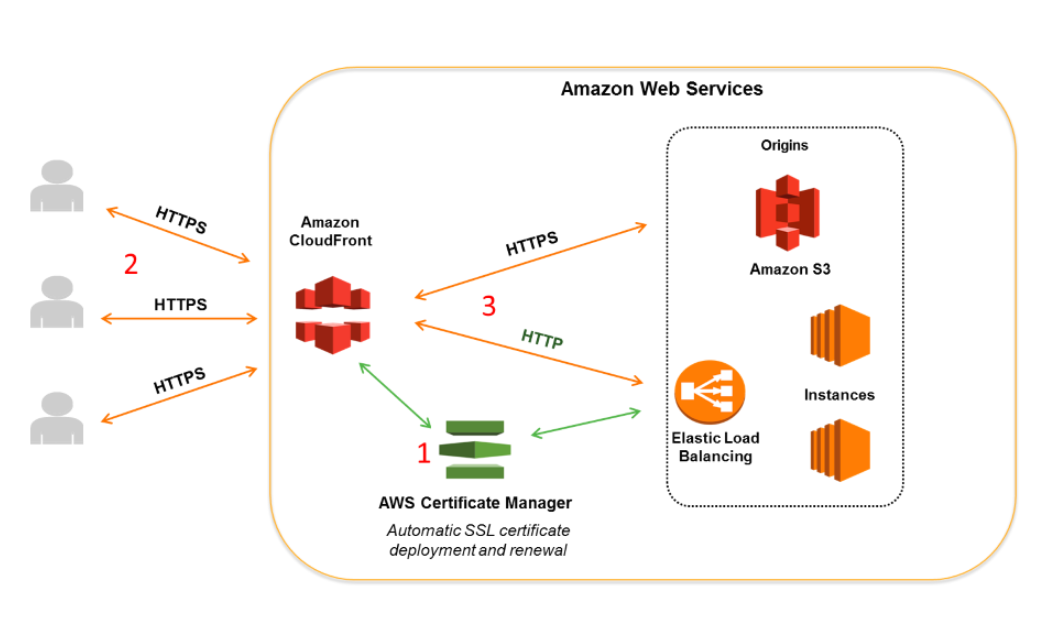 Amazon Web Services
Origins
Amazon S3
Instances
Elastic Load
Balancing
Amazon
CloudFront
HTTPS
2
HTTPS
HTTPS
HTTPS
3
HTTP
1
AWS Certificate Manager
Automatic SSL certificate
deployment and renewal